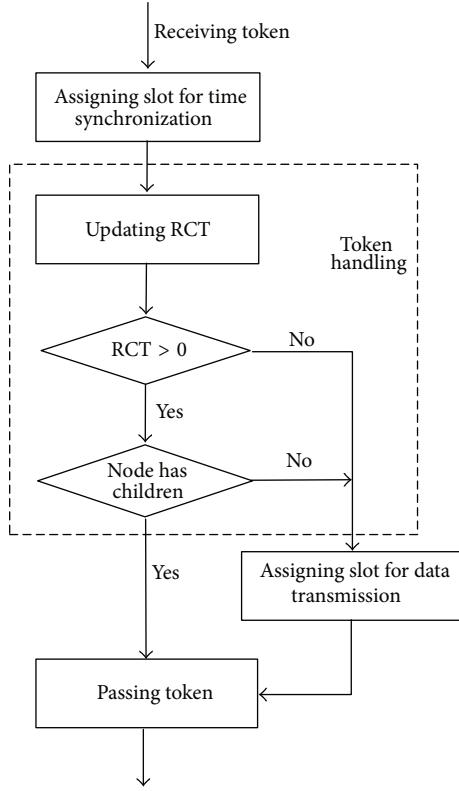 Receiving token
Assigning slot for time
synchronization
Updating RCT
Token
handling
RCT > 0
No
Yes
Node has
children
No
Yes
Assigning slot for data
transmission
Passing token